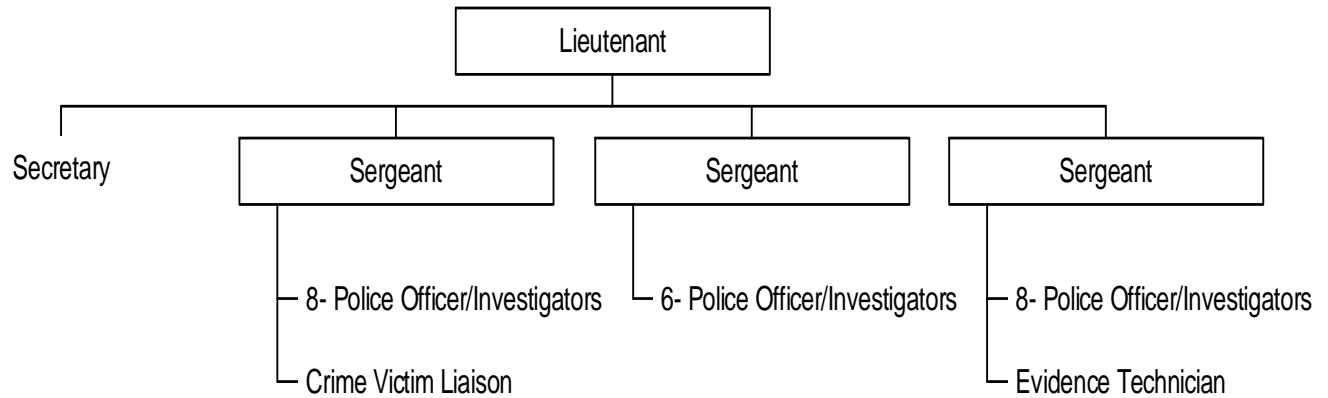 Lieutenant
Secretary
Sergeant
Sergeant
Sergeant
8- Police Officer/Investigators
6- Police Officer/Investigators
8- Police Officer/Investigators
Crime Victim Liaison
Evidence Technician